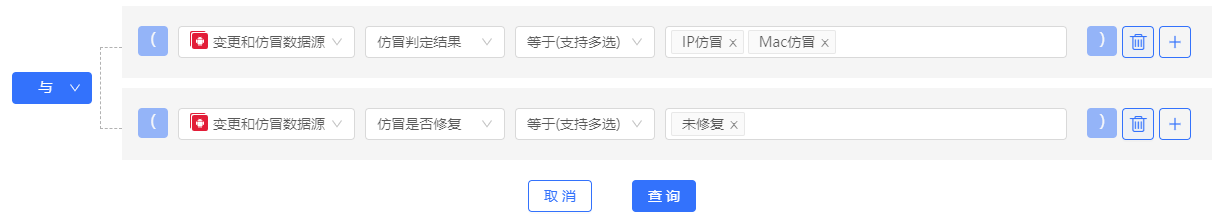 ( 变更和仿冒数据源 仿冒判定结果 等于(支持多选) IP仿冒 x Mac仿冒 x )
与
( 变更和仿冒数据源 仿冒是否修复 等于(支持多选) 未修复 x )
取消 查询